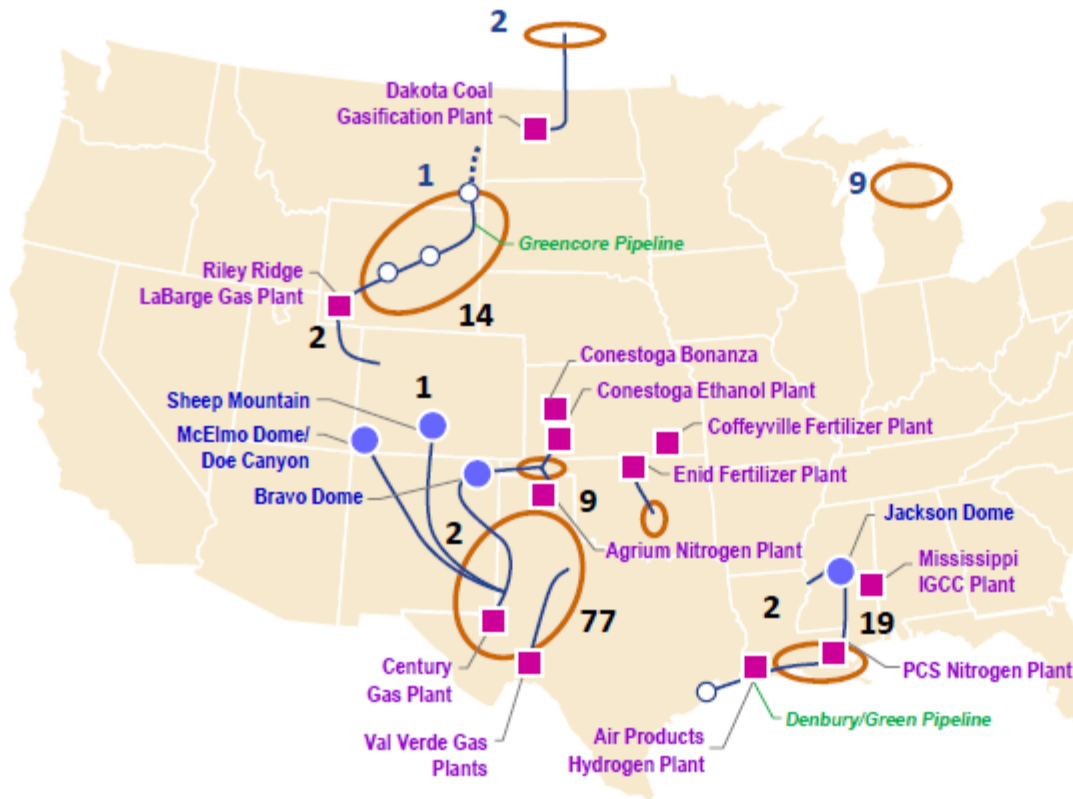 2
Dakota Coal
Gasification Plant
1
9
Greencore Pipeline
Riley Ridge
LaBarge Gas Plant
14
2
Conestoga Bonanza
1
Conestoga Ethanol Plant
Sheep Mountain
McElmo Dome/
Doe Canyon
Coffeyville Fertilizer Plant
Enid Fertilizer Plant
Bravo Dome
9
Jackson Dome
2
Agrium Nitrogen Plant
Mississippi
IGCC Plant
2
77
19
Century
Gas Plant
PCS Nitrogen Plant
Denbury/Green Pipeline
Val Verde Gas
Plants
Air Products
Hydrogen Plant